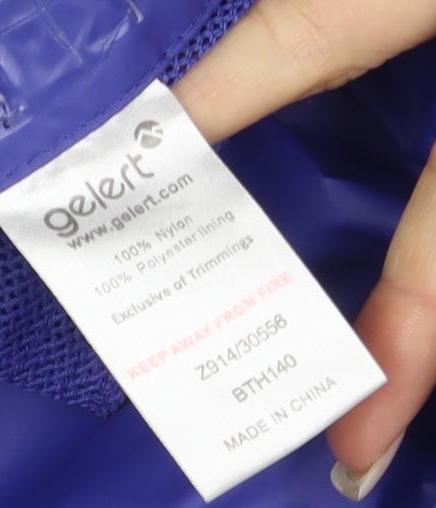 gelert
www.gelert.com
100% Nylon
100% Polyester lining
Exclusive of Trimmings
KEEP AWAY FROM FIRE
Z914/30556
BTH140
MADE IN CHINA